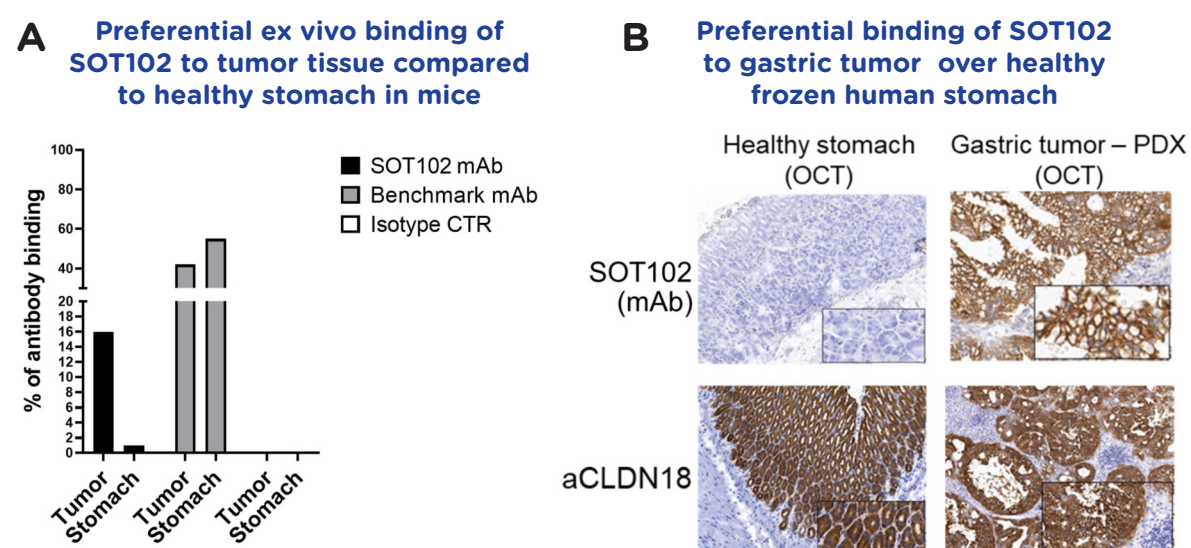 A
Preferential ex vivo binding of
SOT102 to tumor tissue compared
to healthy stomach in mice
100
80
60
40
20
18
16
14
12
10
8
6
4
2
0
% of antibody binding
SOT102 mAb
Benchmark mAb
Isotype CTR
Tumor
Stomach
Tumor
Stomach
Tumor
Stomach
B
Preferential binding of SOT102
to gastric tumor over healthy
frozen human stomach
Healthy stomach
(OCT)
Gastric tumor – PDX
(OCT)
SOT102
(mAb)
aCLDN18